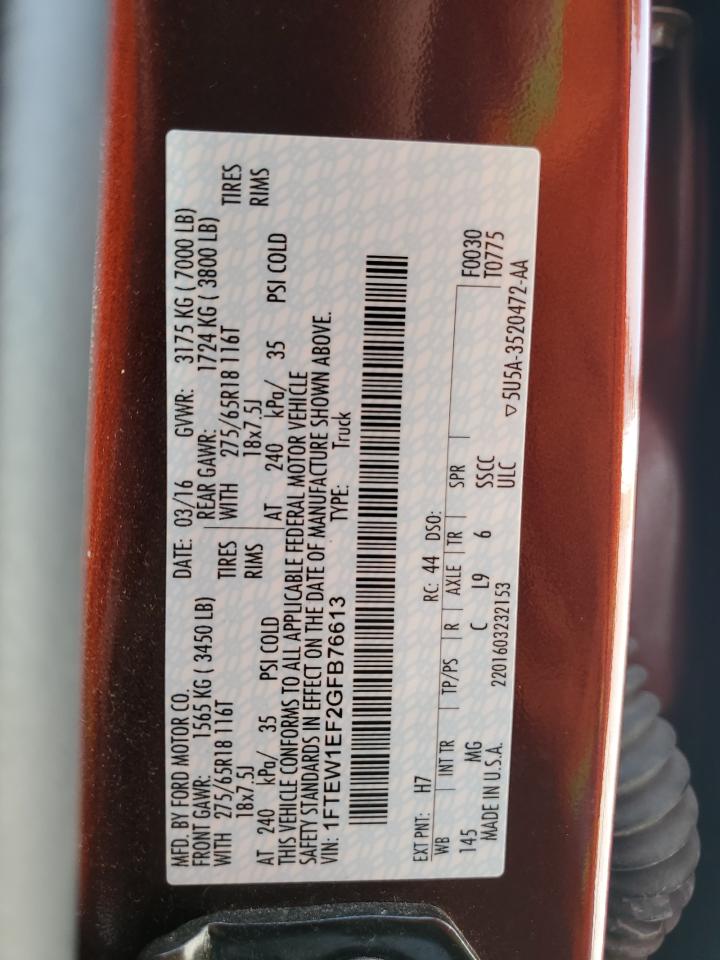 MFD. BY FORD MOTOR CO. DATE: 03/16 GVWR: 3175 KG ( 7000 LB)
FRONT GAWR: 1565 KG ( 3450 LB) REAR GAWR: 1724 KG ( 3800 LB)
WITH 275/65R18 116T TIRES WITH 275/65R18 116T TIRES
18x7.5J RIMS 18x7.5J RIMS
AT 240 kPa/ 35 PSI COLD AT 240 kPa/ 35 PSI COLD
THIS VEHICLE CONFORMS TO ALL APPLICABLE FEDERAL MOTOR VEHICLE
SAFETY STANDARDS IN EFFECT ON THE DATE OF MANUFACTURE SHOWN ABOVE.
VIN: 1FTEW1EF2GFB76613 TYPE: Truck
EXT PNT: H7 RC: 44 DSO: F0030
WB INT TR TP/PS R AXLE TR SPR T0775
145 MG C L9 6 SSCC
MADE IN U.S.A. 2201603232153 ULC ▽5U5A-3520472-AA